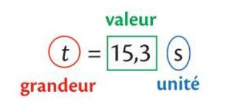 valeur
t = 15,3 s
grandeur unité